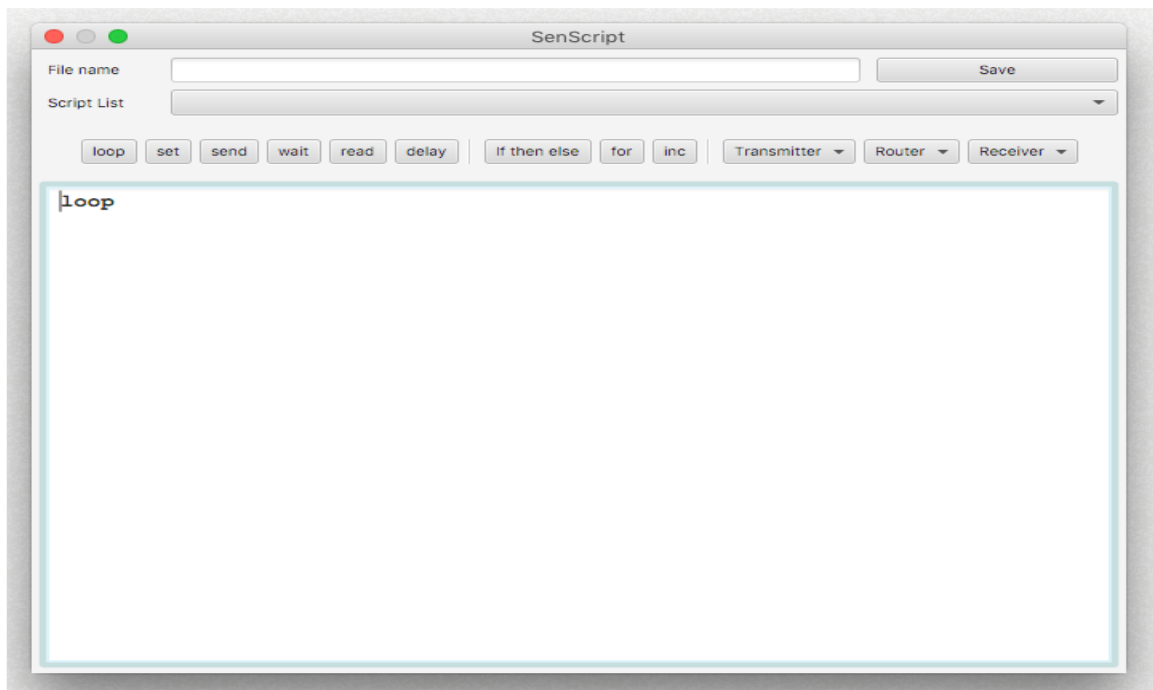 SenScript
File name Save
Script List
loop set send wait read delay If then else for inc Transmitter Router Receiver
loop